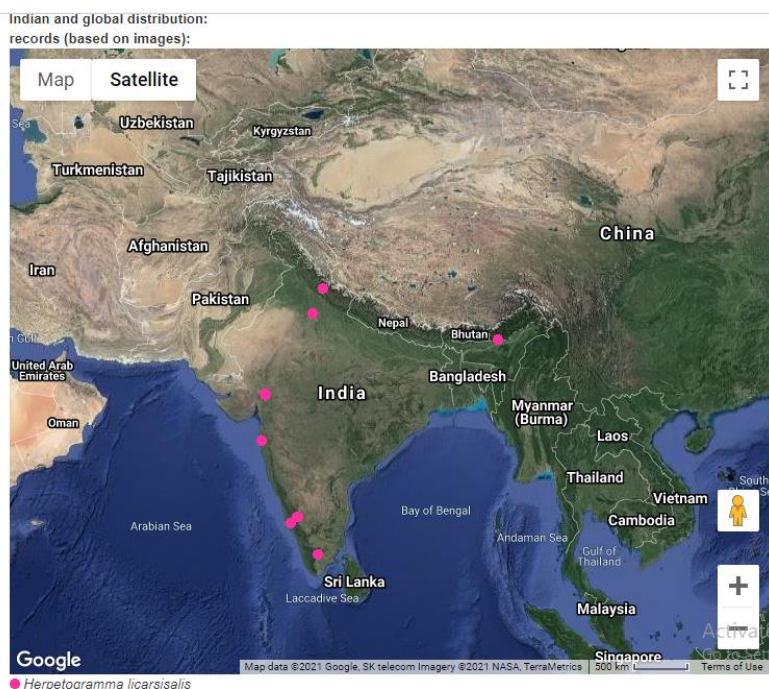 Indian and global distribution:
records (based on images):
Map
Satellite
Uzbekistan
Kyrgyzstan
Turkmenistan
Tajikistan
China
Afghanistan
Iran
Pakistan
Nepal
Bhutan
United Arab
Emirates
Bangladesh
India
Oman
Myanmar
(Burma)
Laos
Thailand
South
Vietnam
Bay of Bengal
Arabian Sea
Andaman Sea
Cambodia
Gulf of
Thailand
Sri Lanka
Laccadive Sea
Malaysia
Singapore
Google
Map data ©2021 Google, SK telecom Imagery ©2021 NASA, TerraMetrics
500 km
Terms of Use
Herpetogramma licarsisalis